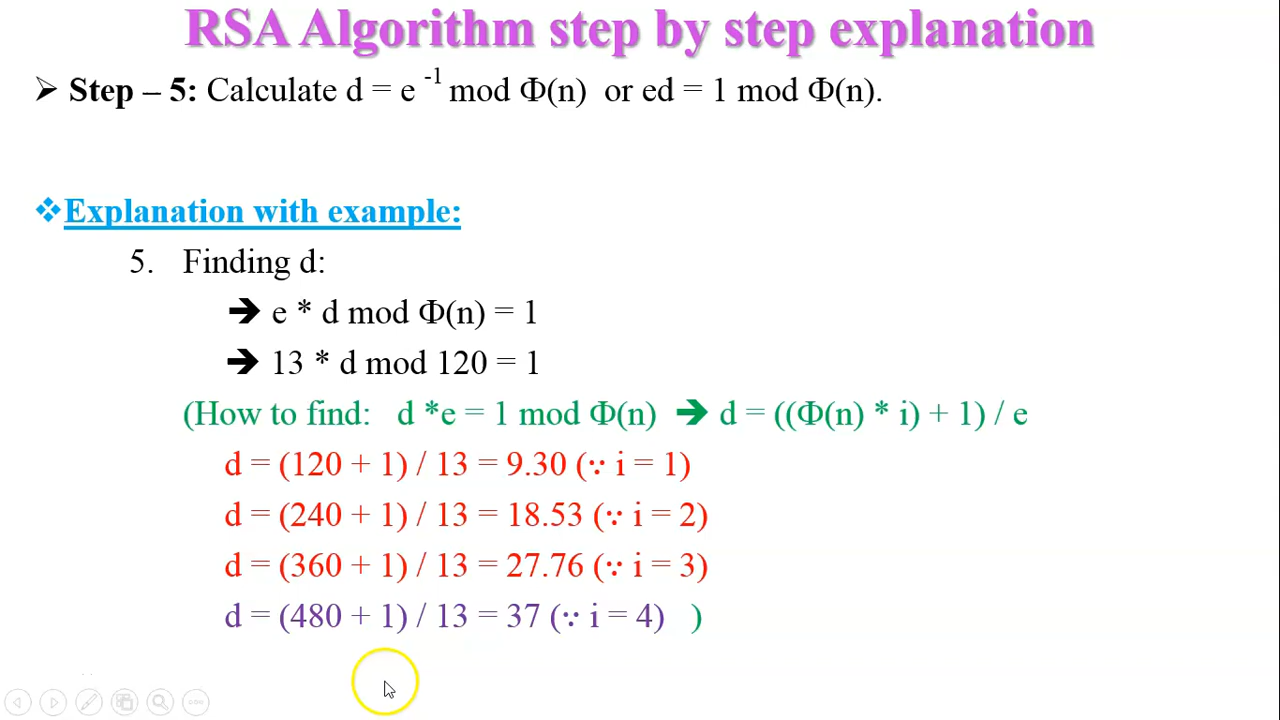 RSA Algorithm step by step explanation
➢ Step – 5: Calculate d = e ⁻¹ mod Φ(n) or ed = 1 mod Φ(n).
❖Explanation with example:
5. Finding d:
➔ e * d mod Φ(n) = 1
➔ 13 * d mod 120 = 1
(How to find: d *e = 1 mod Φ(n) ➔ d = ((Φ(n) * i) + 1) / e
d = (120 + 1) / 13 = 9.30 (∵ i = 1)
d = (240 + 1) / 13 = 18.53 (∵ i = 2)
d = (360 + 1) / 13 = 27.76 (∵ i = 3)
d = (480 + 1) / 13 = 37 (∵ i = 4) )